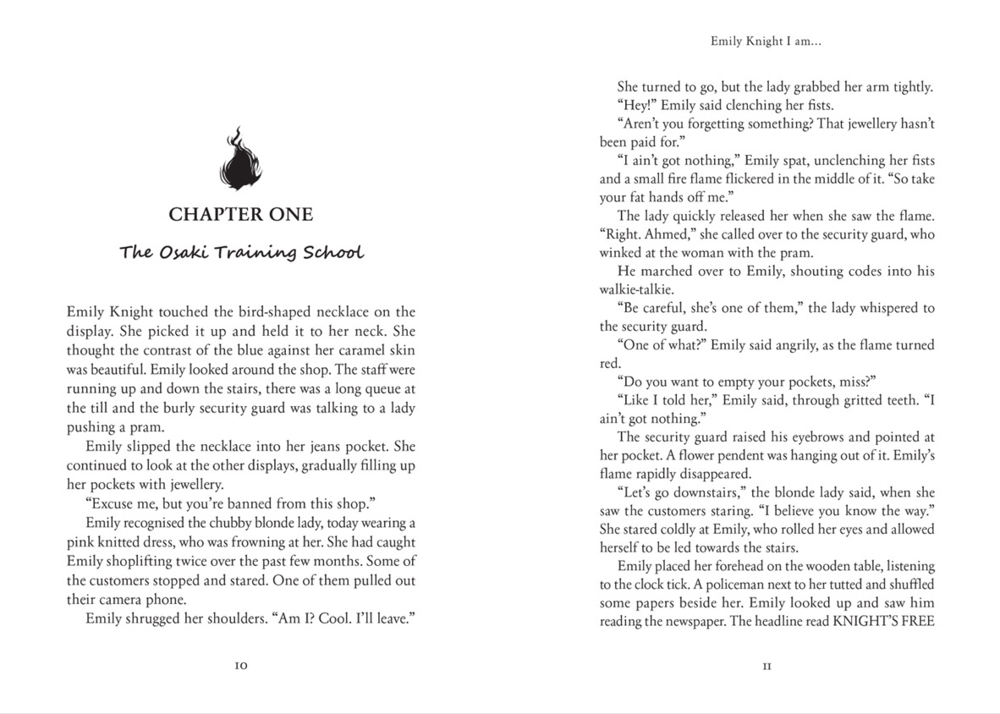 CHAPTER ONE
The Osaki Training School
Emily Knight touched the bird-shaped necklace on the
display. She picked it up and held it to her neck. She
thought the contrast of the blue against her caramel skin
was beautiful. Emily looked around the shop. The staff were
running up and down the stairs, there was a long queue at
the till and the burly security guard was talking to a lady
pushing a pram.
Emily slipped the necklace into her jeans pocket. She
continued to look at the other displays, gradually filling up
her pockets with jewellery.
“Excuse me, but you’re banned from this shop.”
Emily recognised the chubby blonde lady, today wearing a
pink knitted dress, who was frowning at her. She had caught
Emily shoplifting twice over the past few months. Some of
the customers stopped and stared. One of them pulled out
their camera phone.
Emily shrugged her shoulders. “Am I? Cool. I’ll leave.”
10
Emily Knight I am...
She turned to go, but the lady grabbed her arm tightly.
“Hey!” Emily said clenching her fists.
“Aren’t you forgetting something? That jewellery hasn’t
been paid for.”
“I ain’t got nothing,” Emily spat, unclenching her fists
and a small fire flame flickered in the middle of it. “So take
your fat hands off me.”
The lady quickly released her when she saw the flame.
“Right. Ahmed,” she called over to the security guard, who
winked at the woman with the pram.
He marched over to Emily, shouting codes into his
walkie-talkie.
“Be careful, she’s one of them,” the lady whispered to
the security guard.
“One of what?” Emily said angrily, as the flame turned
red.
“Do you want to empty your pockets, miss?”
“Like I told her,” Emily said, through gritted teeth. “I
ain’t got nothing.”
The security guard raised his eyebrows and pointed at
her pocket. A flower pendent was hanging out of it. Emily’s
flame rapidly disappeared.
“Let’s go downstairs,” the blonde lady said, when she
saw the customers staring. “I believe you know the way.”
She stared coldly at Emily, who rolled her eyes and allowed
herself to be led towards the stairs.
Emily placed her forehead on the wooden table, listening
to the clock tick. A policeman next to her tutted and shuffled
some papers beside her. Emily looked up and saw him
reading the newspaper. The headline read KNIGHT’S FREE
11